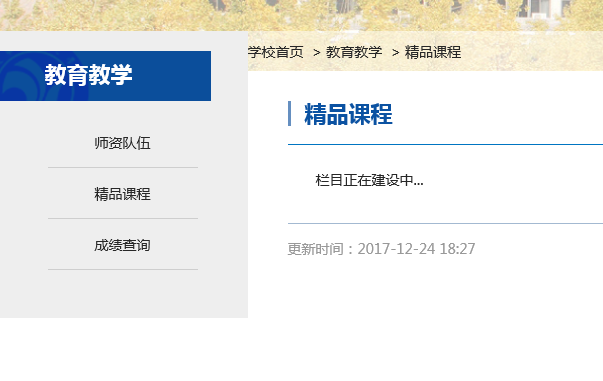 学校首页 > 教育教学 > 精品课程
教育教学
师资队伍
精品课程
成绩查询
精品课程
栏目正在建设中...
更新时间：2017-12-24 18:27